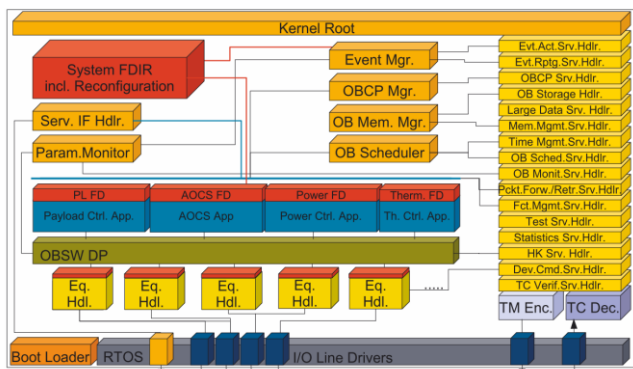 Kernel Root
System FDIR
incl. Reconfiguration
Event Mgr.
OBCP Mgr.
OB Mem. Mgr.
OB Scheduler
Serv. IF Hdlr.
Param.Monitor
Evt.Act.Srv.Hdlr.
Evt.Rptg.Srv.Hdlr.
OBCP Srv.Hdlr.
OB Storage Hdlr.
Large Data Srv. Hdlr.
Mem.Mgmt.Srv.Hdlr.
Time Mgmt.Srv.Hdlr.
OB Sched.Srv.Hdlr.
OB Monit.Srv.Hdlr.
Pckt.Forw./Retr.Srv.Hdlr.
Fct.Mgmt.Srv.Hdlr.
Test Srv.Hdlr.
Statistics Srv.Hdlr.
HK Srv. Hdlr.
Dev.Cmd.Srv.Hdlr.
TC Verif.Srv.Hdlr.
PL FD
AOCS FD
Power FD
Therm. FD
Payload Ctrl. App.
AOCS App
Power Ctrl. App.
Th. Ctrl. App.
OBSW DP
Eq.
Hdl.
Eq.
Hdl.
Eq.
Hdl.
Eq.
Hdl.
Eq.
Hdl.
.....
TM Enc.
TC Dec.
Boot Loader
RTOS
I/O Line Drivers